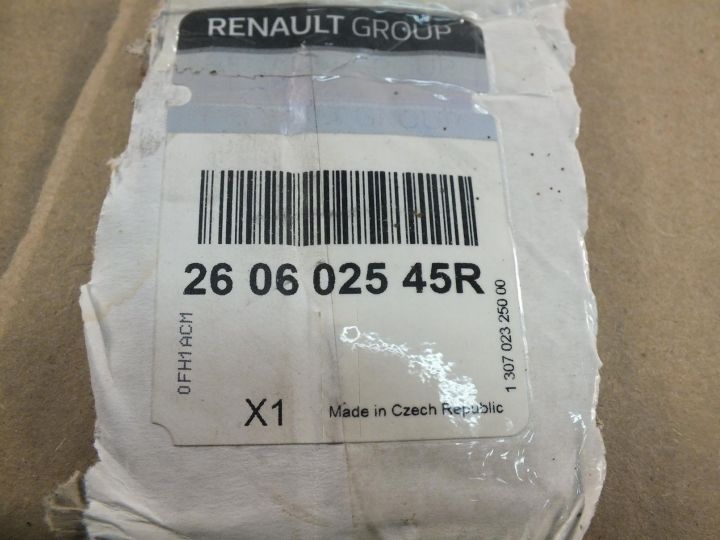 RENAULT GROUP
26 06 025 45R
0FH1ACM
1 307 023 250 00
X1
Made in Czech Republic